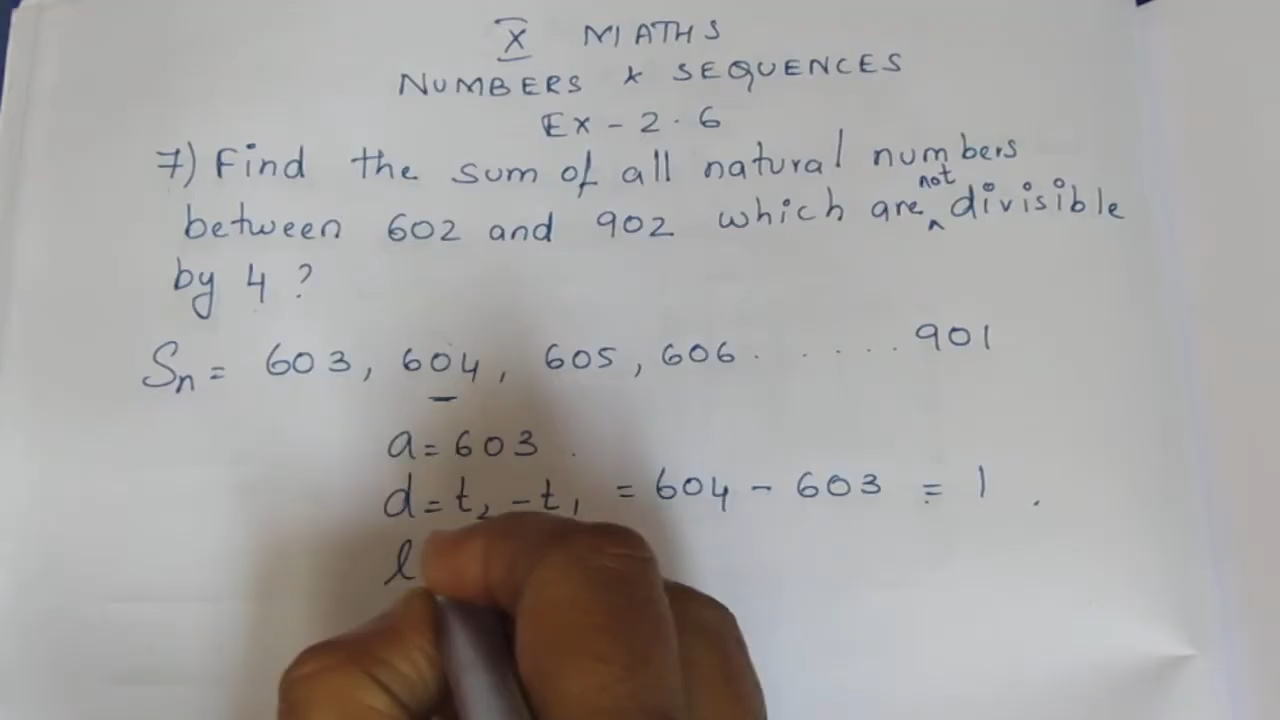 X MATHS
NUMBERS & SEQUENCES
Ex - 2.6
7) Find the sum of all natural numbers
between 602 and 902 which are not divisible
by 4 ?
Sn = 603, 604, 605, 606 . . . . . . 901
a = 603 .
d = t2 - t1 = 604 - 603 = 1 .
l